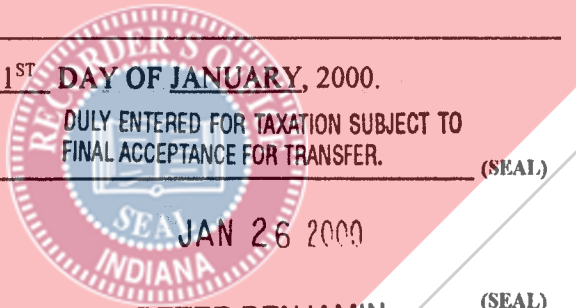 1ST DAY OF JANUARY, 2000.
DULY ENTERED FOR TAXATION SUBJECT TO
FINAL ACCEPTANCE FOR TRANSFER.
(SEAL)
RECORDER'S OFFICE
SEAL
INDIANA
JAN 26 2000
BENJAMIN
(SEAL)